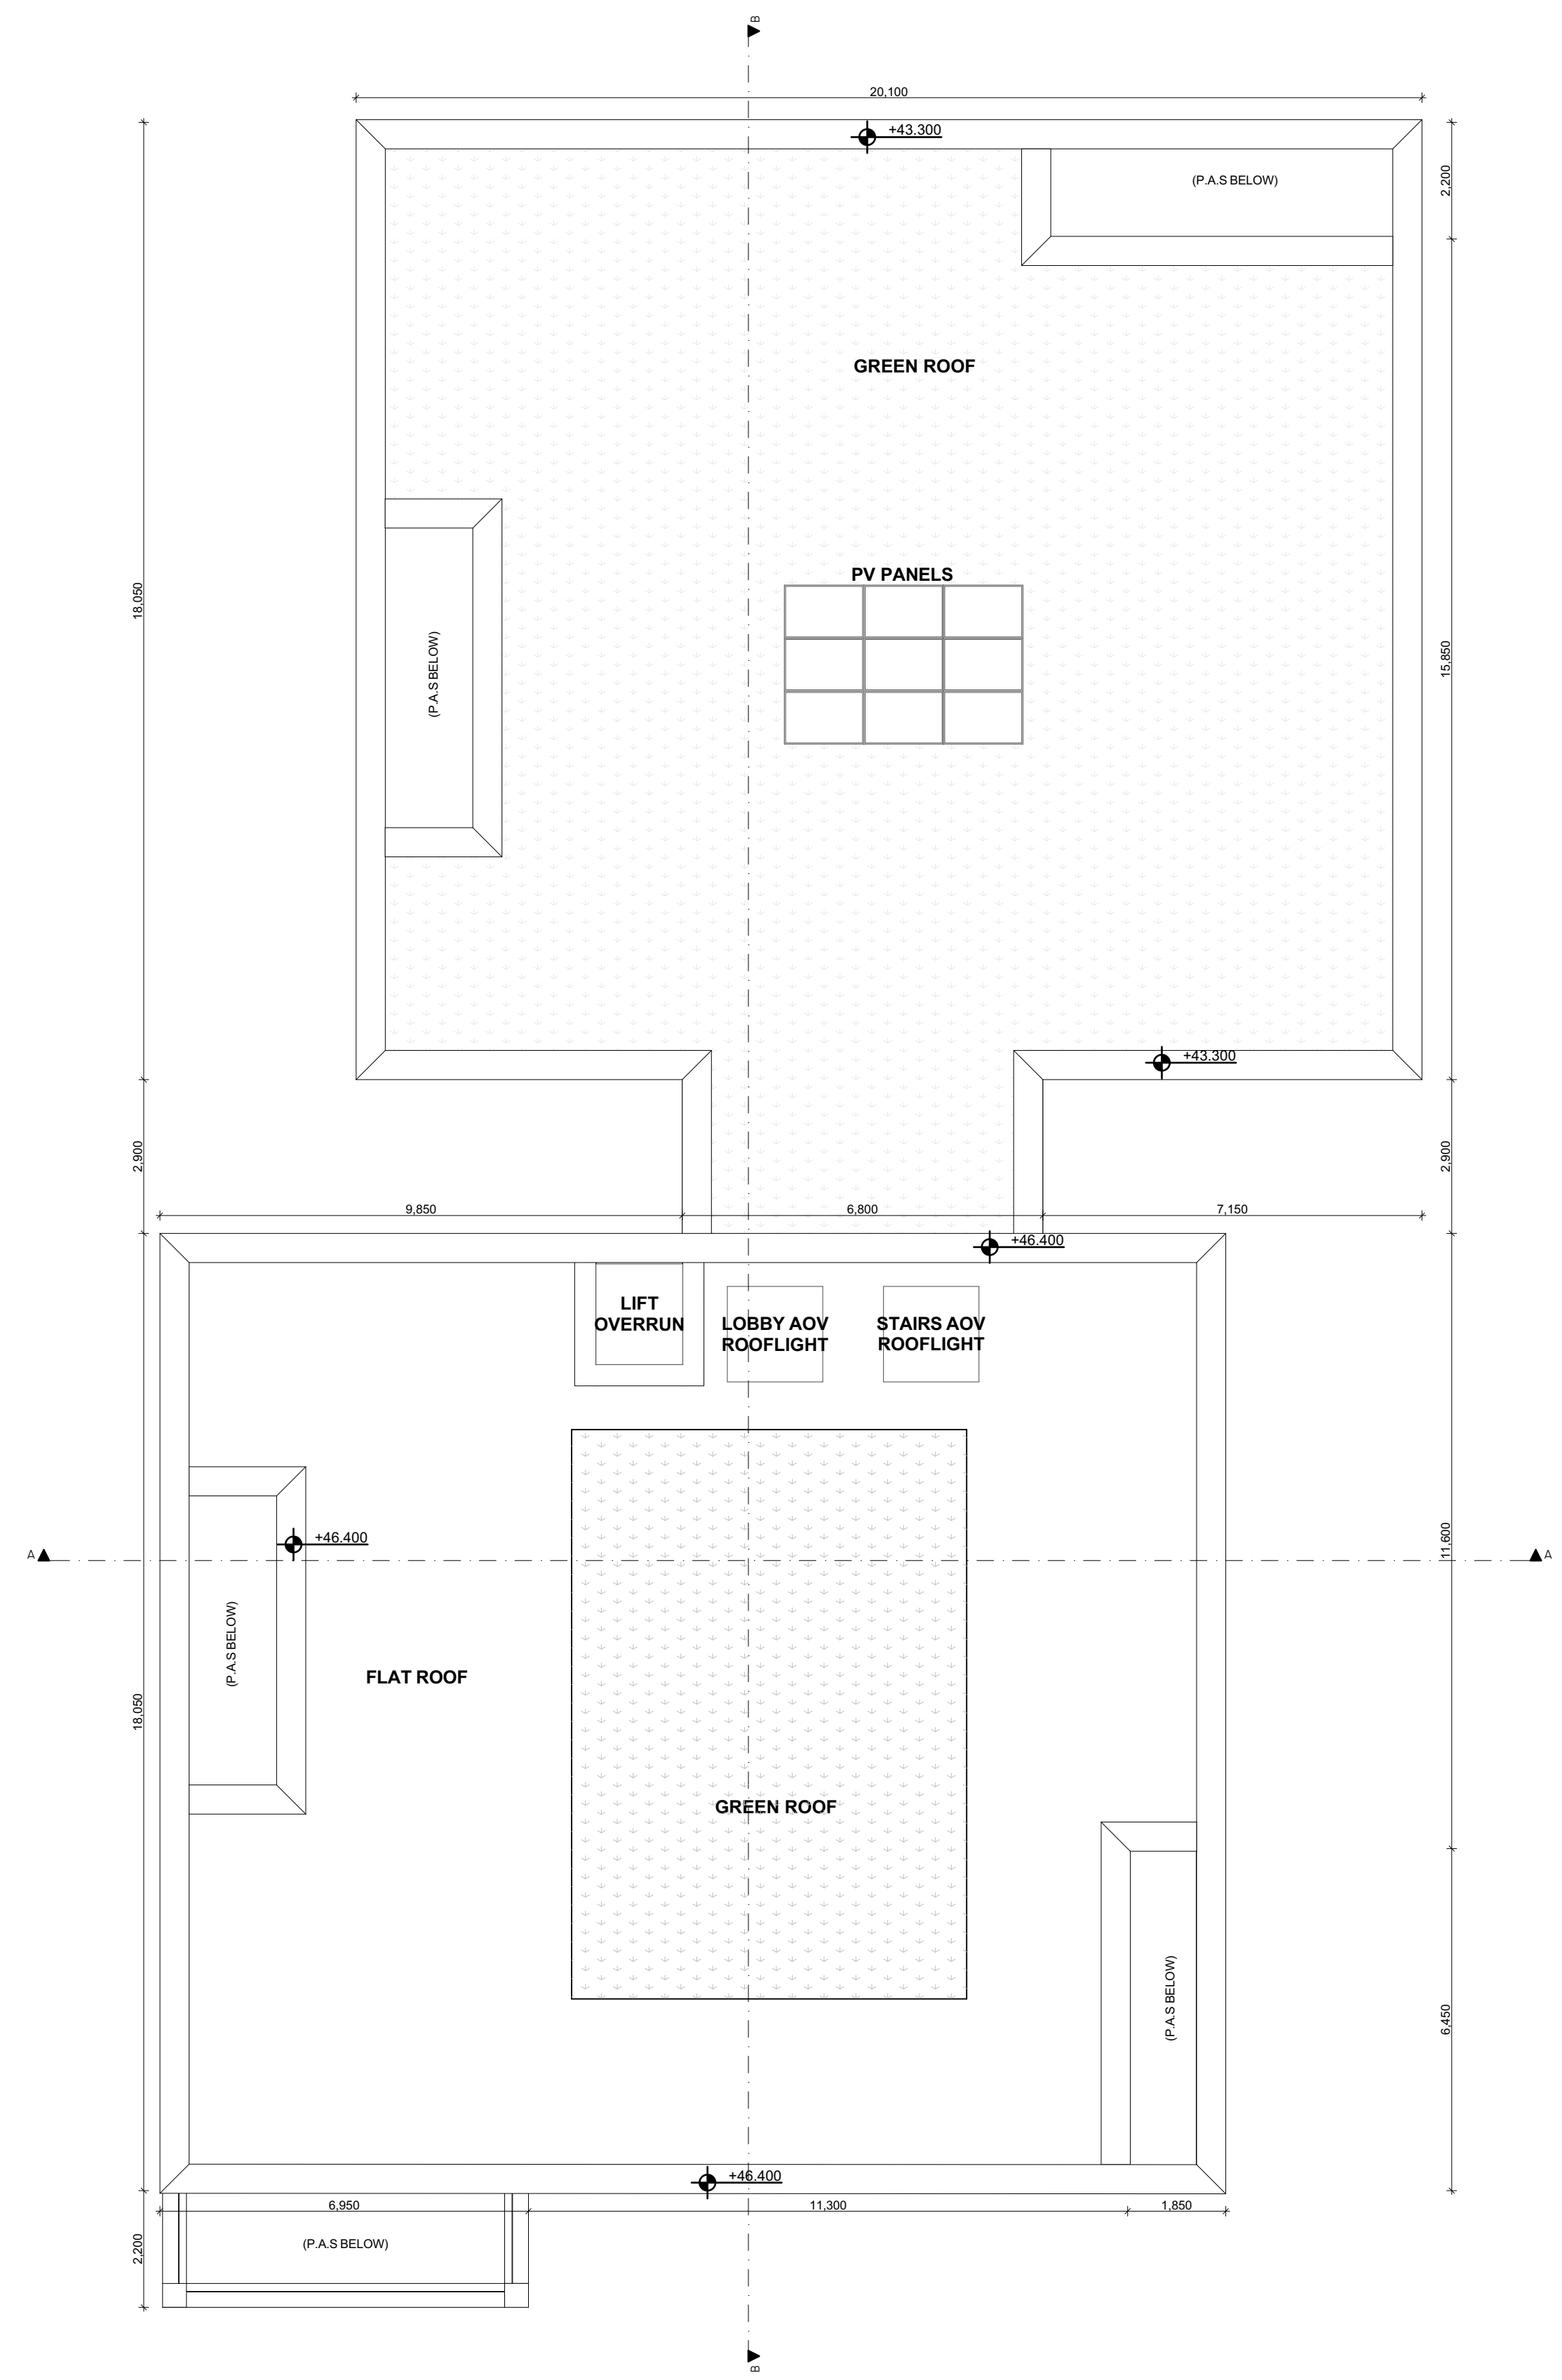 B
20,100
+43.300
(P.A.S BELOW)
2,200
GREEN ROOF
18,050
PV PANELS
(P.A.S BELOW)
15,850
+43.300
2,900
2,900
9,850
6,800
7,150
+46.400
LIFT
OVERRUN
LOBBY AOV
ROOFLIGHT
STAIRS AOV
ROOFLIGHT
+46.400
A
A
11,600
(P.A.S BELOW)
FLAT ROOF
18,050
GREEN ROOF
(P.A.S BELOW)
6,450
+46.400
6,950
11,300
1,850
(P.A.S BELOW)
2,200
B